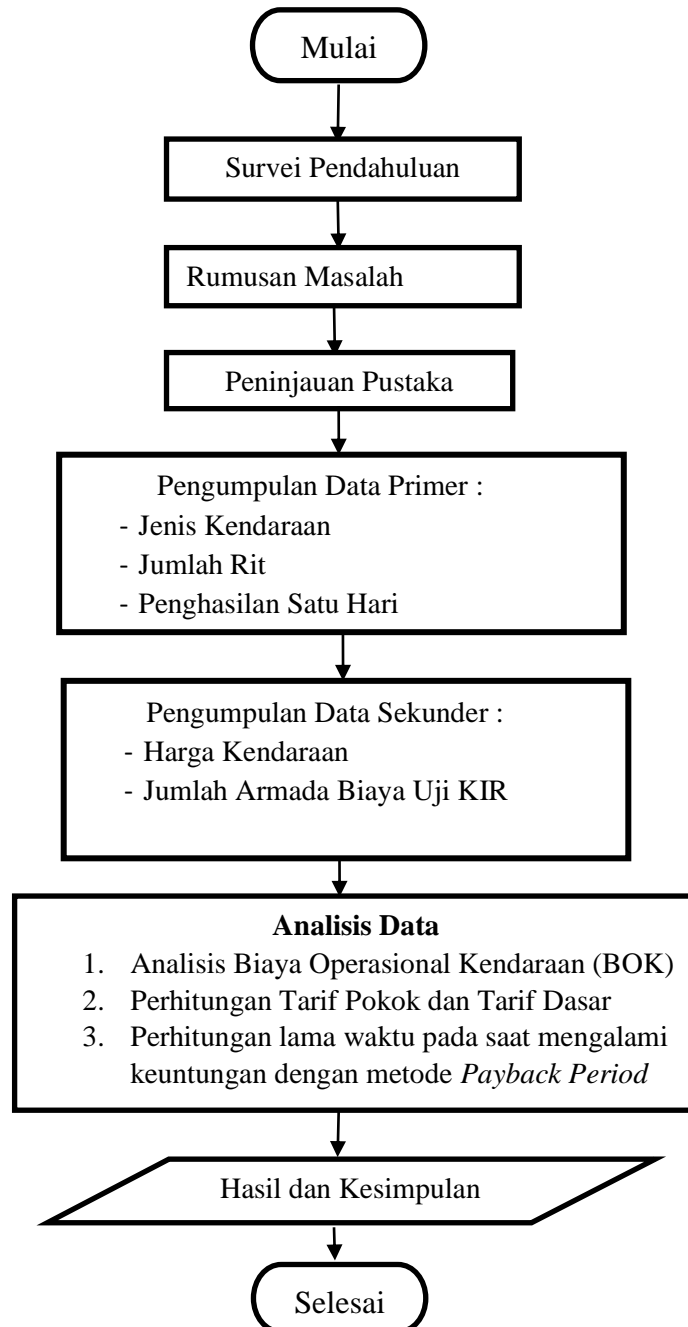 Mulai
Survei Pendahuluan
Rumusan Masalah
Peninjauan Pustaka
Pengumpulan Data Primer :
- Jenis Kendaraan
- Jumlah Rit
- Penghasilan Satu Hari
Pengumpulan Data Sekunder :
- Harga Kendaraan
- Jumlah Armada Biaya Uji KIR
Analisis Data
1. Analisis Biaya Operasional Kendaraan (BOK)
2. Perhitungan Tarif Pokok dan Tarif Dasar
3. Perhitungan lama waktu pada saat mengalami
keuntungan dengan metode Payback Period
Hasil dan Kesimpulan
Selesai